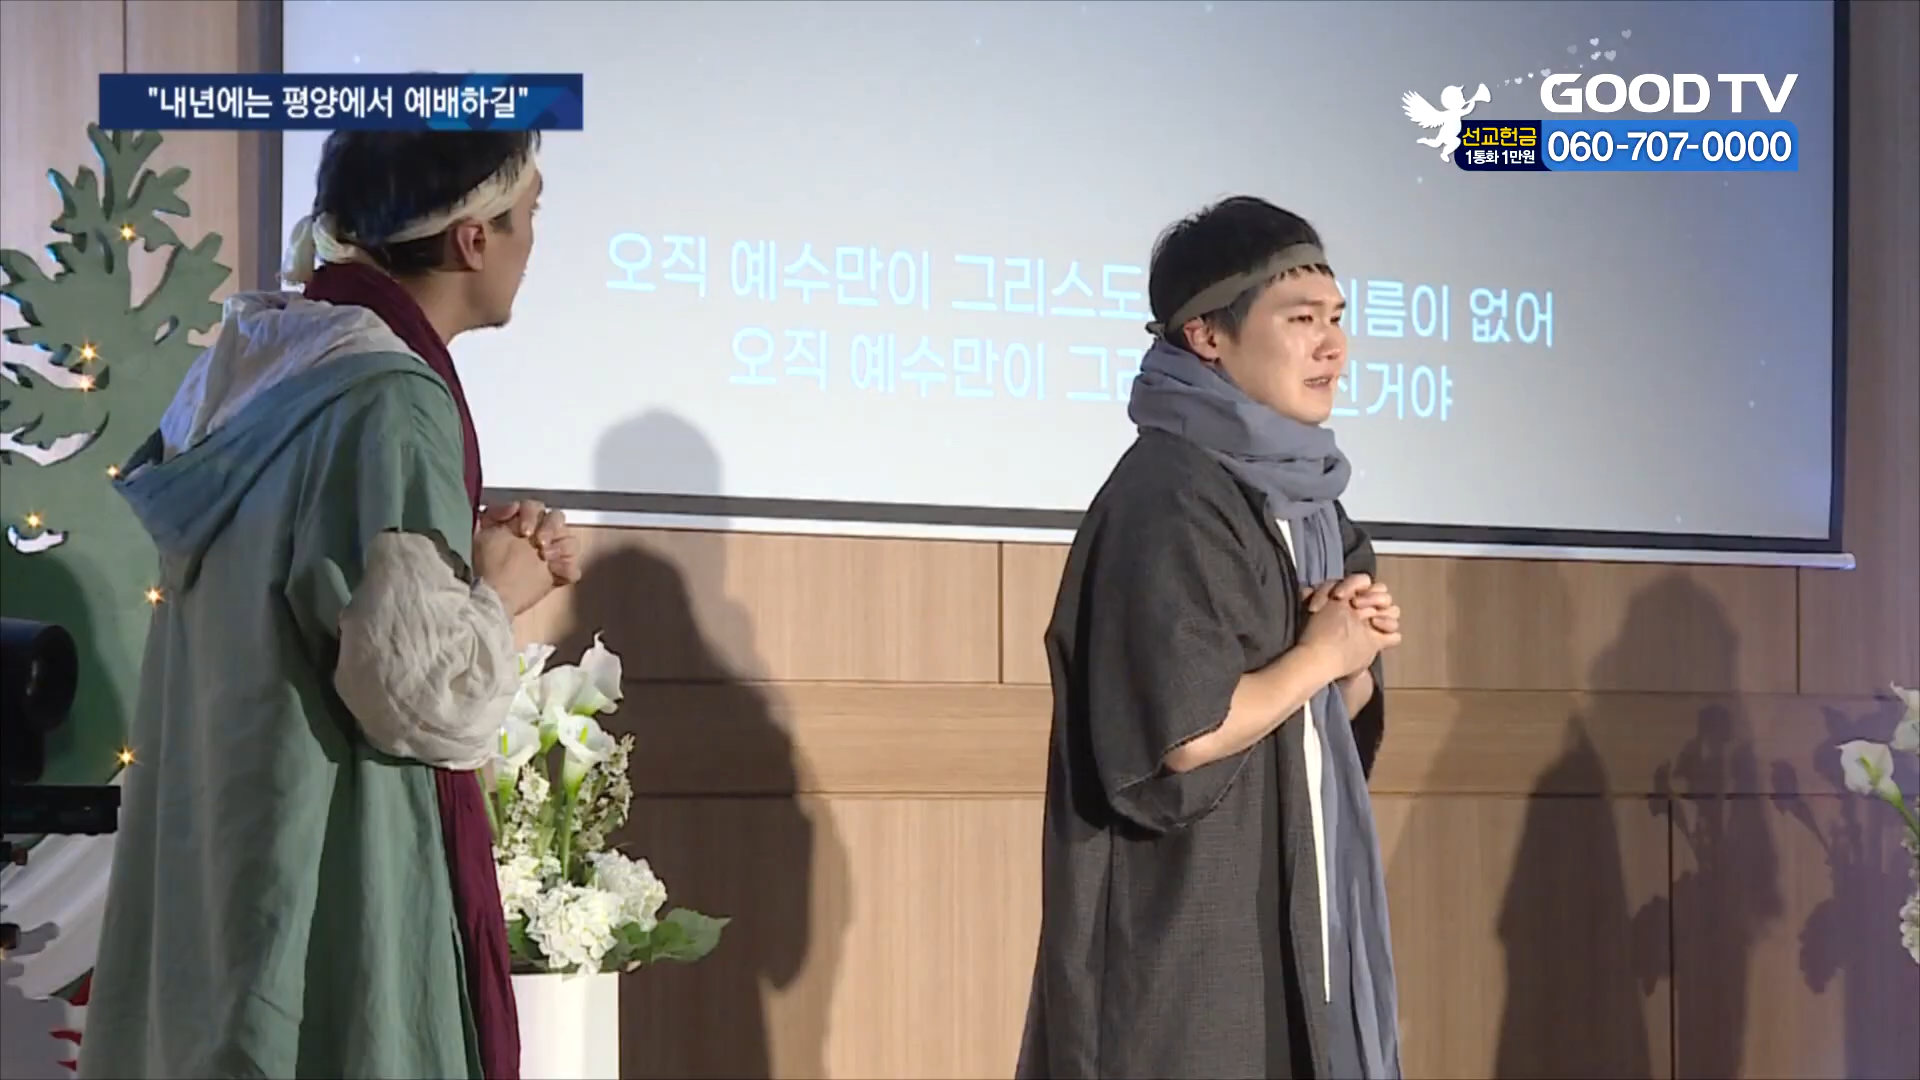 "내년에는 평양에서 예배하길"
GOOD TV
선교헌금
1통화 1만원
060-707-0000
오직 예수만이 그리스도 이름이 없어
오직 예수만이 그리 거야